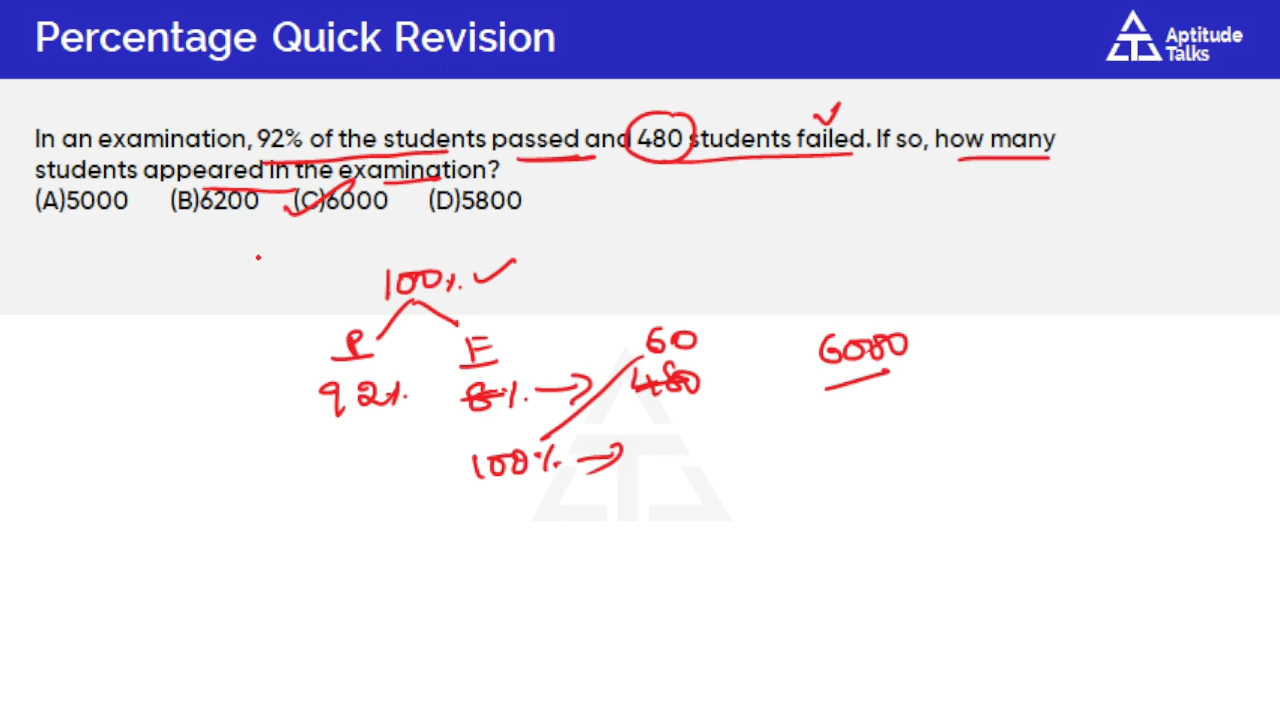 Percentage Quick Revision
Aptitude
Talks
In an examination, 92% of the students passed and 480 students failed. If so, how many
students appeared in the examination?
(A)5000 (B)6200 (C)6000 (D)5800
100%
P F 60 6000
92% 8% 480
100%